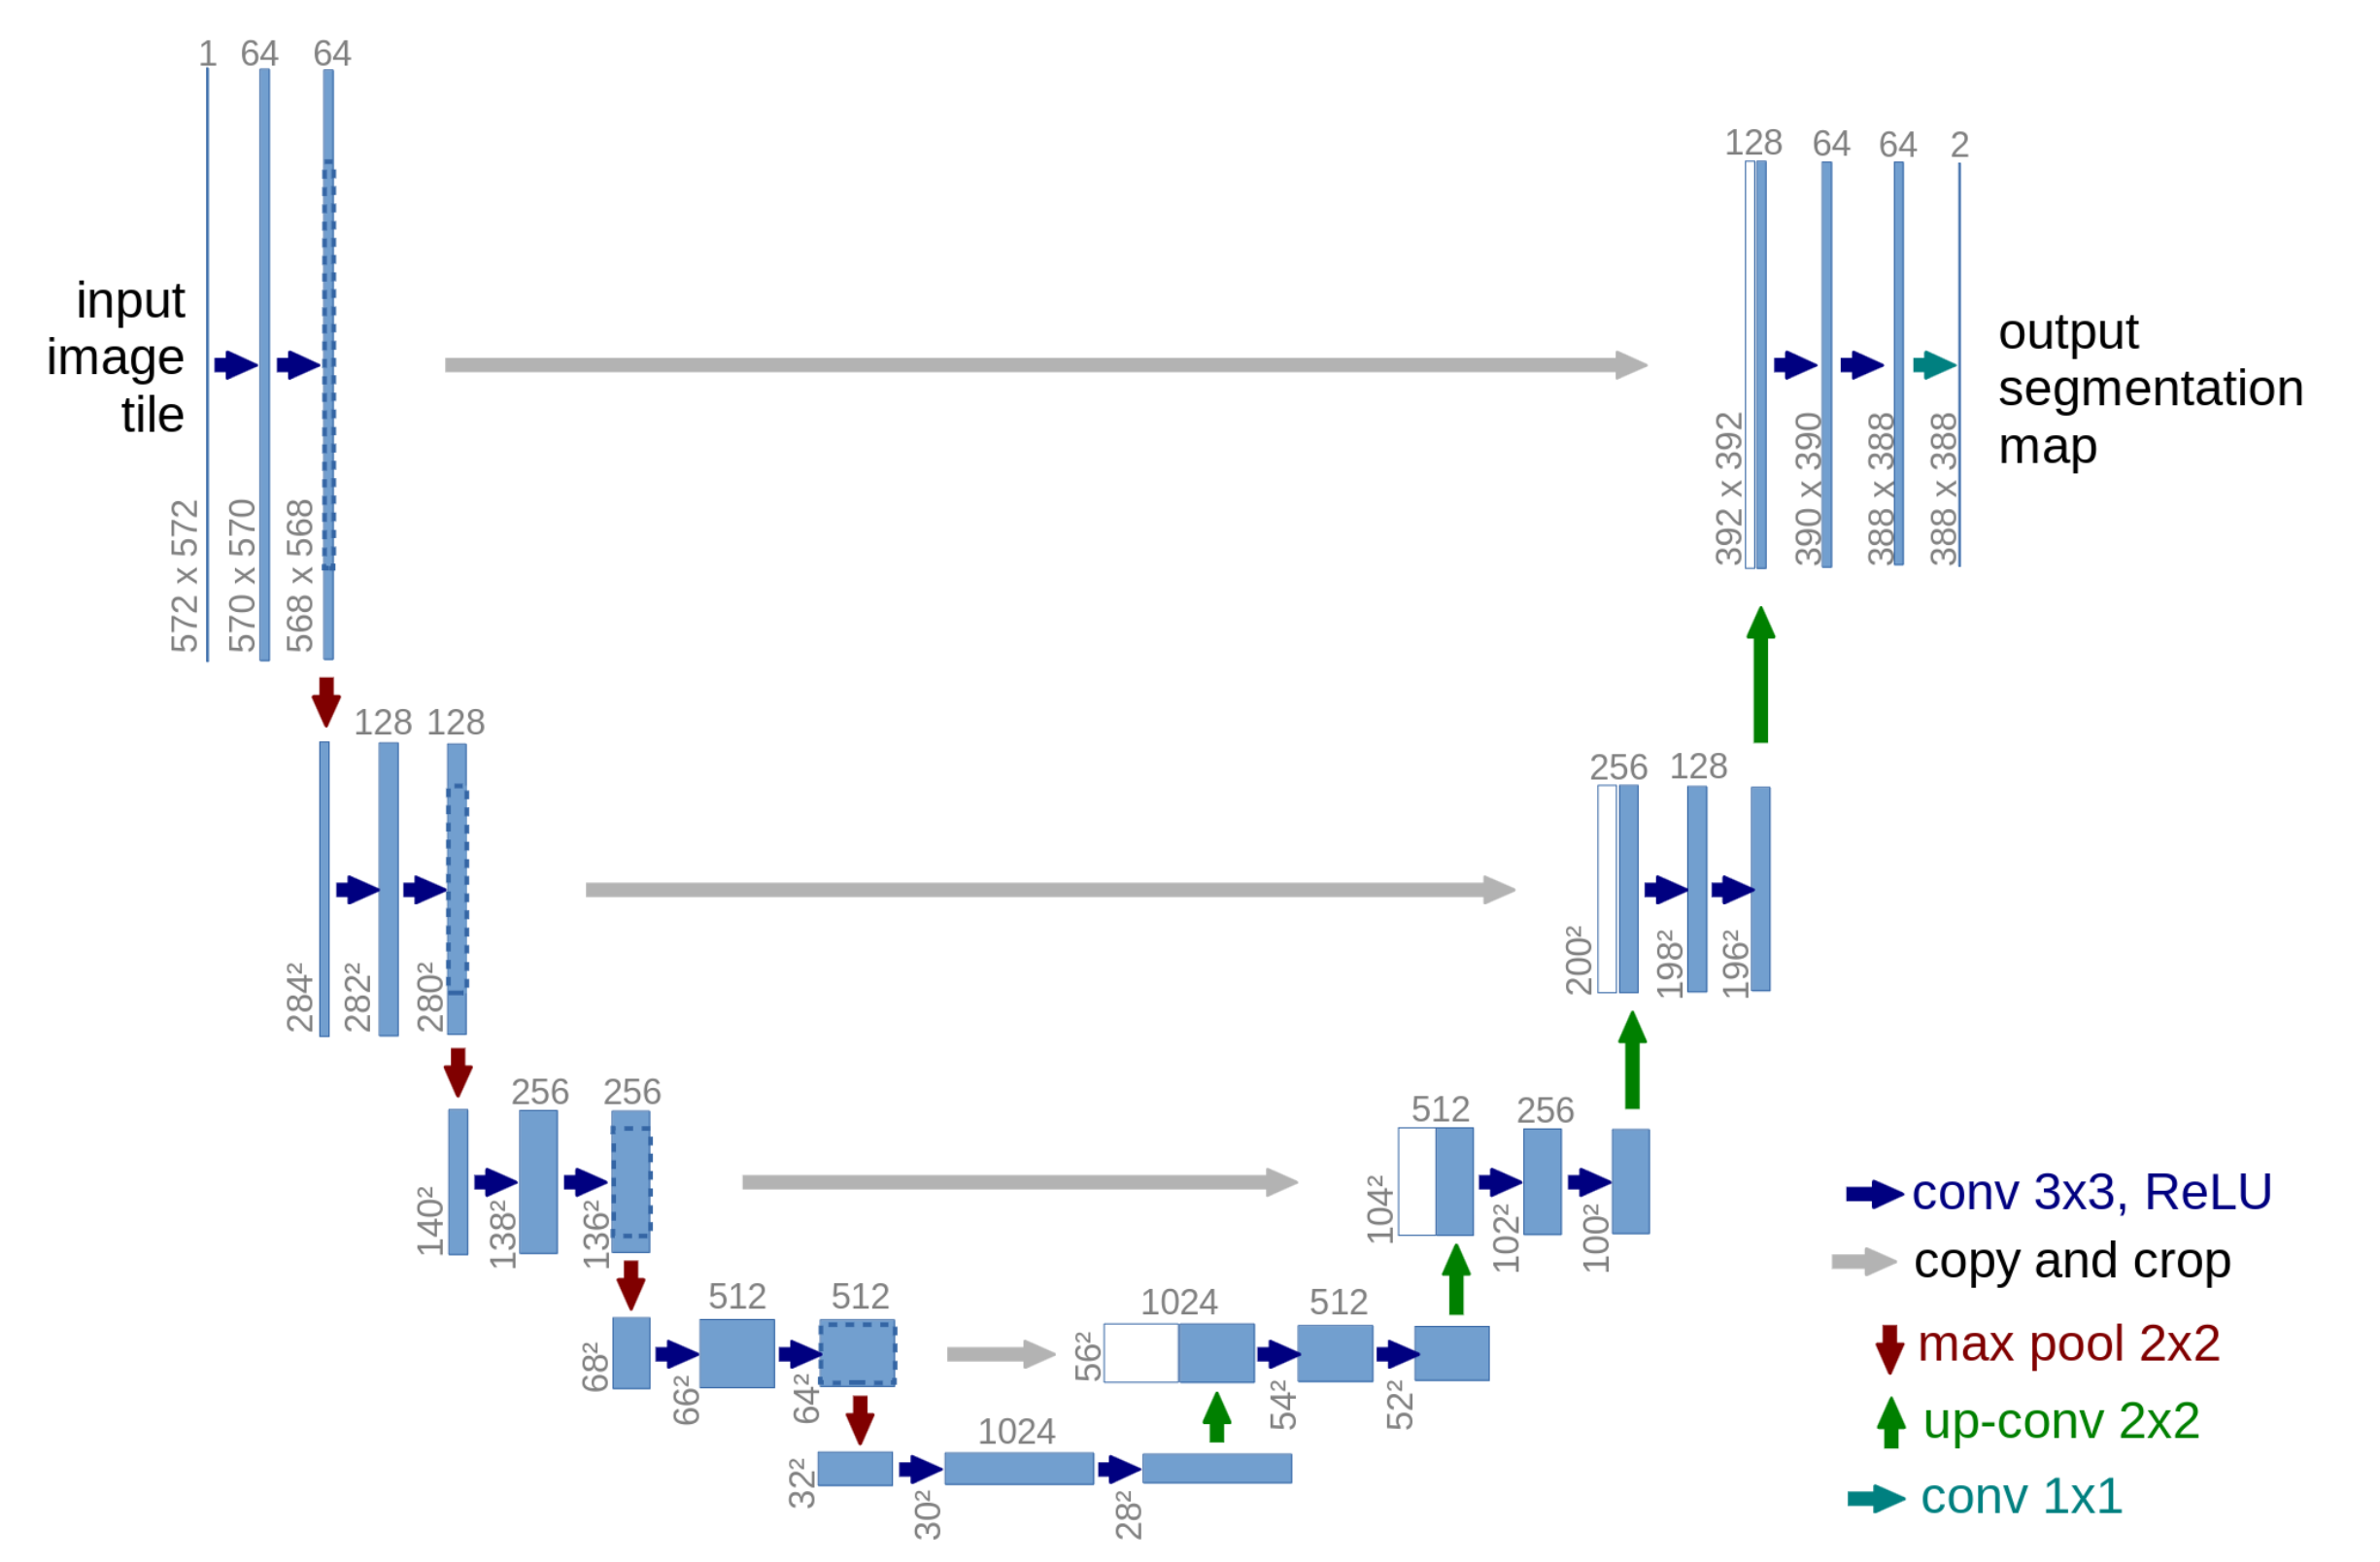 1 64 64
input
image
tile
572 x 572
570 x 570
568 x 568
128 64 64 2
392 x 392
390 x 390
388 x 388
388 x 388
output
segmentation
map
128 128
284²
282²
280²
256 128
200²
198²
196²
256 256
140²
138²
136²
512 256
104²
102²
100²
512 512
68²
66²
64²
1024 512
56²
54²
52²
1024
32²
30²
28²
conv 3x3, ReLU
copy and crop
max pool 2x2
up-conv 2x2
conv 1x1